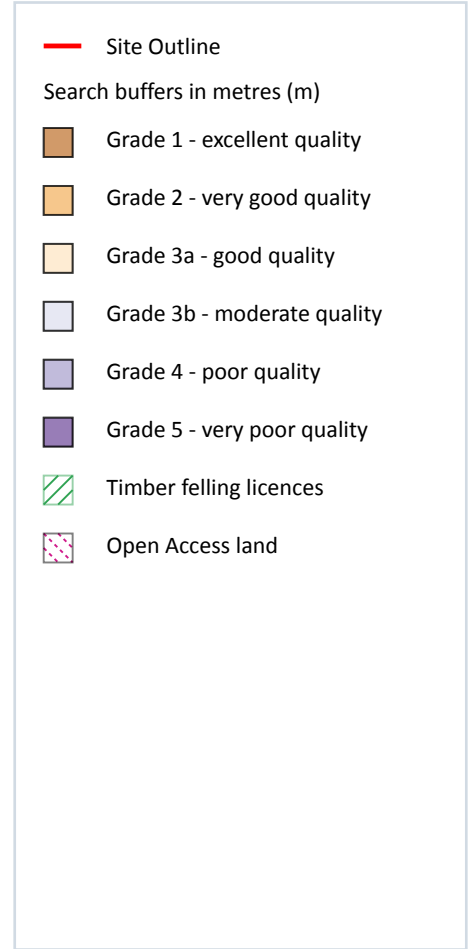 Site Outline
Search buffers in metres (m)
Grade 1 - excellent quality
Grade 2 - very good quality
Grade 3a - good quality
Grade 3b - moderate quality
Grade 4 - poor quality
Grade 5 - very poor quality
Timber felling licences
Open Access land